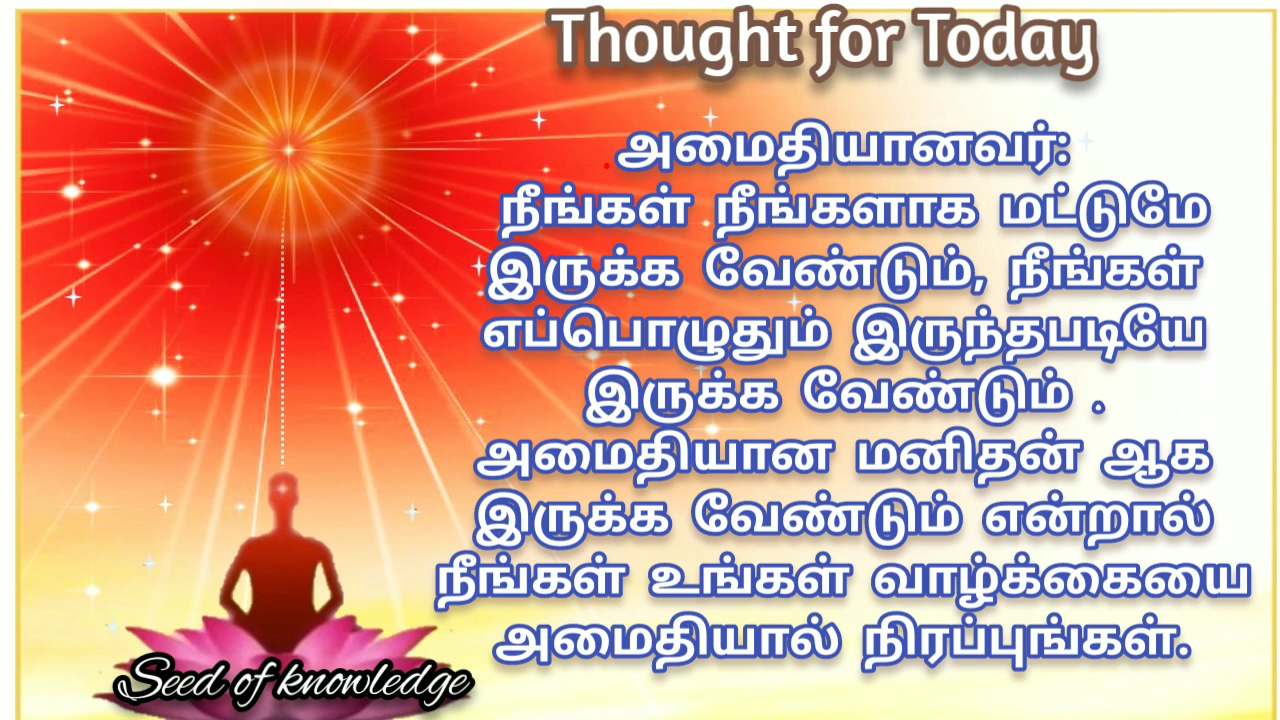 Thought for Today
அமைதியானவர்:
நீங்கள் நீங்களாக மட்டுமே
இருக்க வேண்டும், நீங்கள்
எப்பொழுதும் இருந்தபடியே
இருக்க வேண்டும் .
அமைதியான மனிதன் ஆக
இருக்க வேண்டும் என்றால்
நீங்கள் உங்கள் வாழ்க்கையை
அமைதியால் நிரப்புங்கள்.
Seed of knowledge